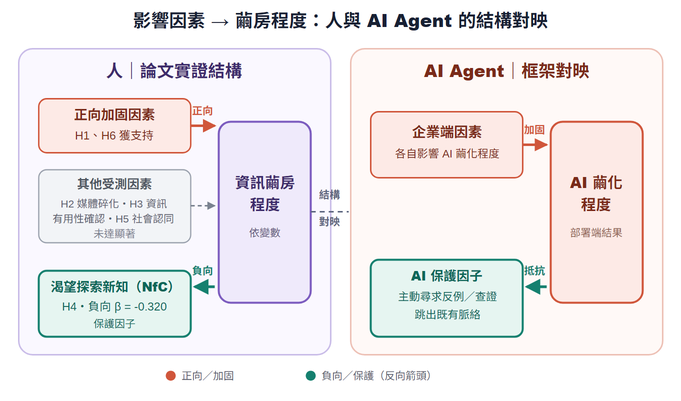 影響因素 → 繭房程度：人與 AI Agent 的結構對映
人｜論文實證結構
正向加固因素
H1、H6 獲支持
正向
其他受測因素
H2 媒體碎化・H3 資訊
有用性確認・H5 社會認同
未達顯著
渴望探索新知（NfC）
H4・負向 β = -0.320
保護因子
負向
資訊繭房
程度
依變數
結構
對映
AI Agent｜框架對映
企業端因素
各自影響 AI 繭化程度
加固
AI 保護因子
主動尋求反例／查證
跳出既有脈絡
抵抗
AI 繭化
程度
部署端結果
正向／加固
負向／保護（反向箭頭）